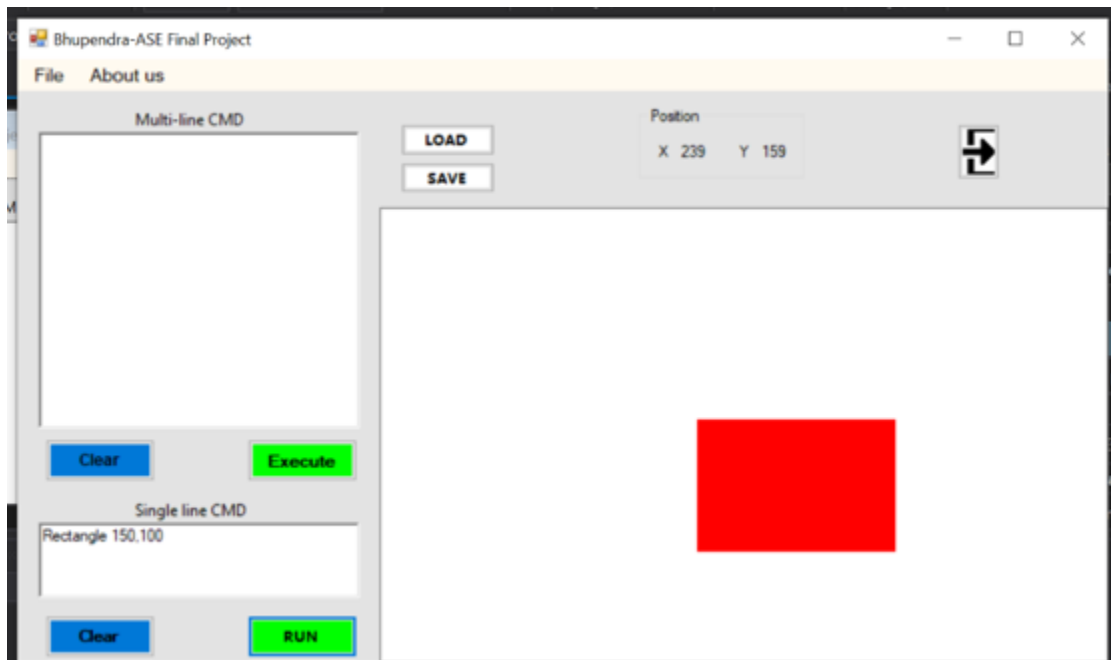 Bhupendra-ASE Final Project
File About us
Multi-line CMD
LOAD
SAVE
Position
X 239 Y 159
Clear
Execute
Single line CMD
Rectangle 150,100
Clear
RUN